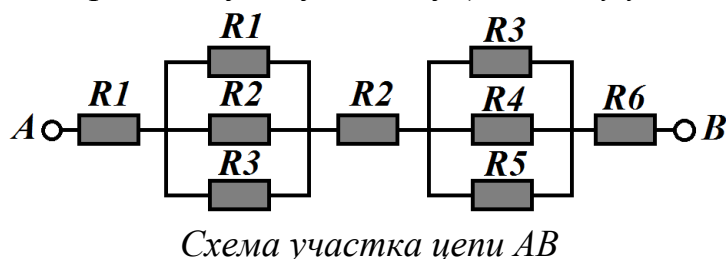 R1 R3
R1 R2 R2 R4 R6
A B
R3 R5
Схема участка цепи AB